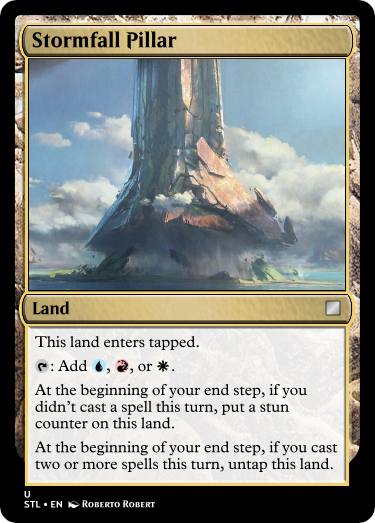 Stormfall Pillar
Land
This land enters tapped.
: Add , , or .
At the beginning of your end step, if you
didn’t cast a spell this turn, put a stun
counter on this land.
At the beginning of your end step, if you cast
two or more spells this turn, untap this land.
U
STL • EN Roberto Robert